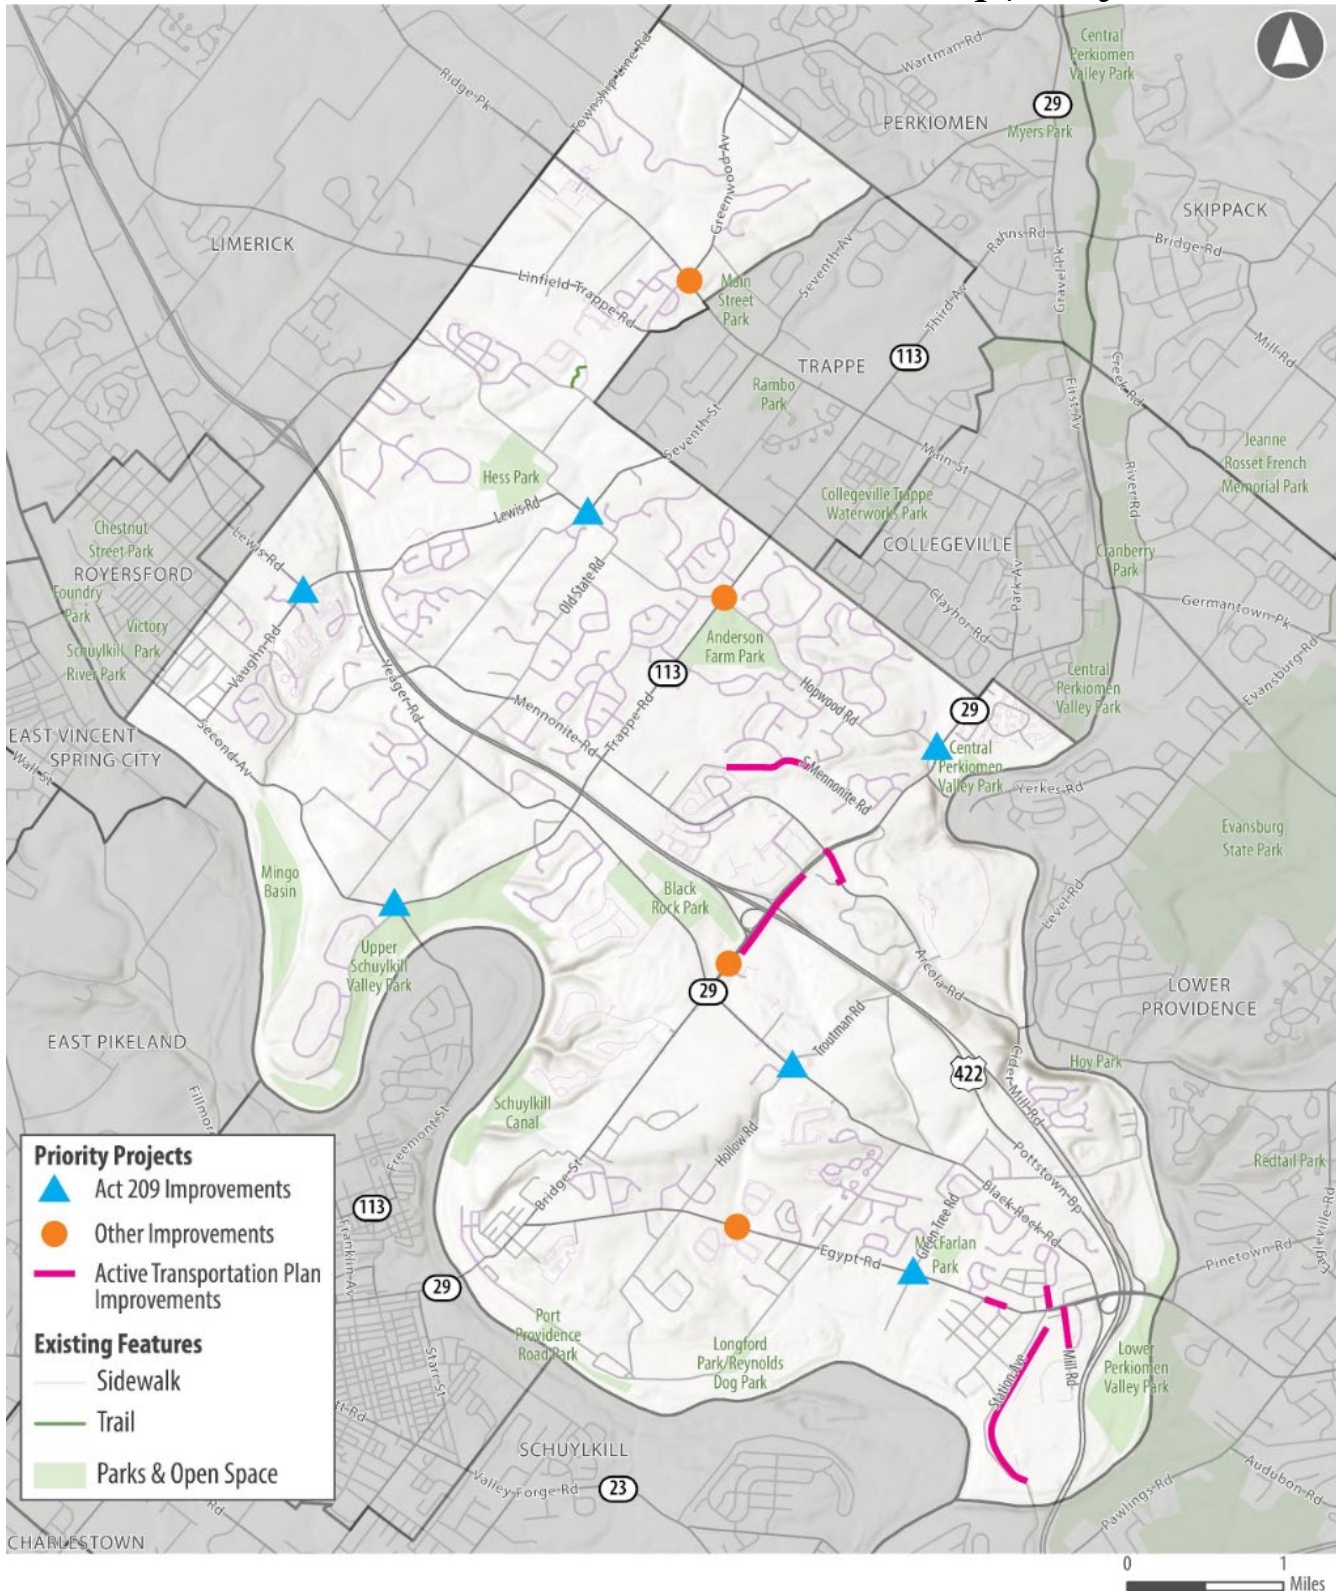 Wartman Rd
Central
Perkiomen
Valley Park
29
Ridge Pk
Township Line Rd
PERKIOMEN
Myers Park
Greenwood Av
SKIPPACK
LIMERICK
Rahns Rd
Bridge Rd
Seventh Av
Gravel Pk
Linfield Trappe Rd
Main
Street
Park
Third Av
Mill Rd
TRAPPE
113
Creek Rd
Rambo
Park
First Av
Seventh St
Main St
Jeanne
Rosset French
Memorial Park
Hess Park
River Rd
Lewis Rd
Collegeville Trappe
Waterworks Park
Chestnut
Street Park
Lewis Rd
COLLEGEVILLE
Cranberry
Park
ROYERSFORD
Foundry
Park
Old State Rd
Park Av
Clayhor Rd
Germantown Pk
Victory
Park
Schuylkill
River Park
Vaughn Rd
Anderson
Farm Park
Evansburg Rd
113
Central
Perkiomen
Valley Park
Yeager Rd
Hopwood Rd
Mennonite Rd
Trappe Rd
29
Second Av
EAST VINCENT
SPRING CITY
Wall St
Central
Perkiomen
Valley Park
S Mennonite Rd
Yerkes Rd
Evansburg
State Park
Mingo
Basin
Black
Rock Park
Level Rd
Upper
Schuylkill
Valley Park
Arcola Rd
29
LOWER
PROVIDENCE
Troutman Rd
EAST PIKELAND
422
Cider Mill Rd
Hoy Park
Schuylkill
Canal
Freemont St
Hollow Rd
Pottstown Bp
Redtail Park
Bridge St
Black Rock Rd
Green Tree Rd
Priority Projects
Act 209 Improvements
Other Improvements
Active Transportation Plan
Improvements
Existing Features
Sidewalk
Trail
Parks & Open Space
113
Franklin Av
Egypt Rd
McFarlan
Park
Pinetown Rd
Eagleville Rd
29
Port
Providence
Road Park
Starr St
Longford
Park/Reynolds
Dog Park
Station Ave
Mill Rd
Lower
Perkiomen
Valley Park
SCHUYLKILL
Valley Forge Rd
23
Pawlings Rd
Audubon Rd
Rd
CHARLESTOWN
0
1
Miles